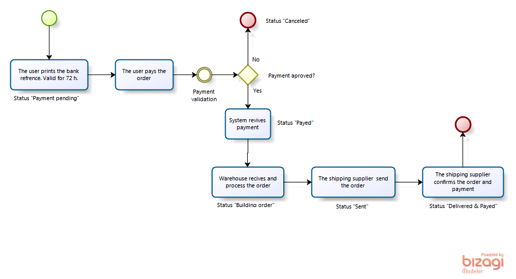 Status "Canceled"
No
The user prints the bank
refrence. Valid for 72 h.
The user pays the
order
Payment aproved?
Status "Payment pending"
Payment
validation
Yes
System revives
payment
Status "Payed"
Warehouse recives and
process the order
The shipping supplier send
the order
The shipping supplier
confirms the order and
payment
Status "Building order"
Status "Sent"
Status "Delivered & Payed"
Powered by
bizagi
Modeler